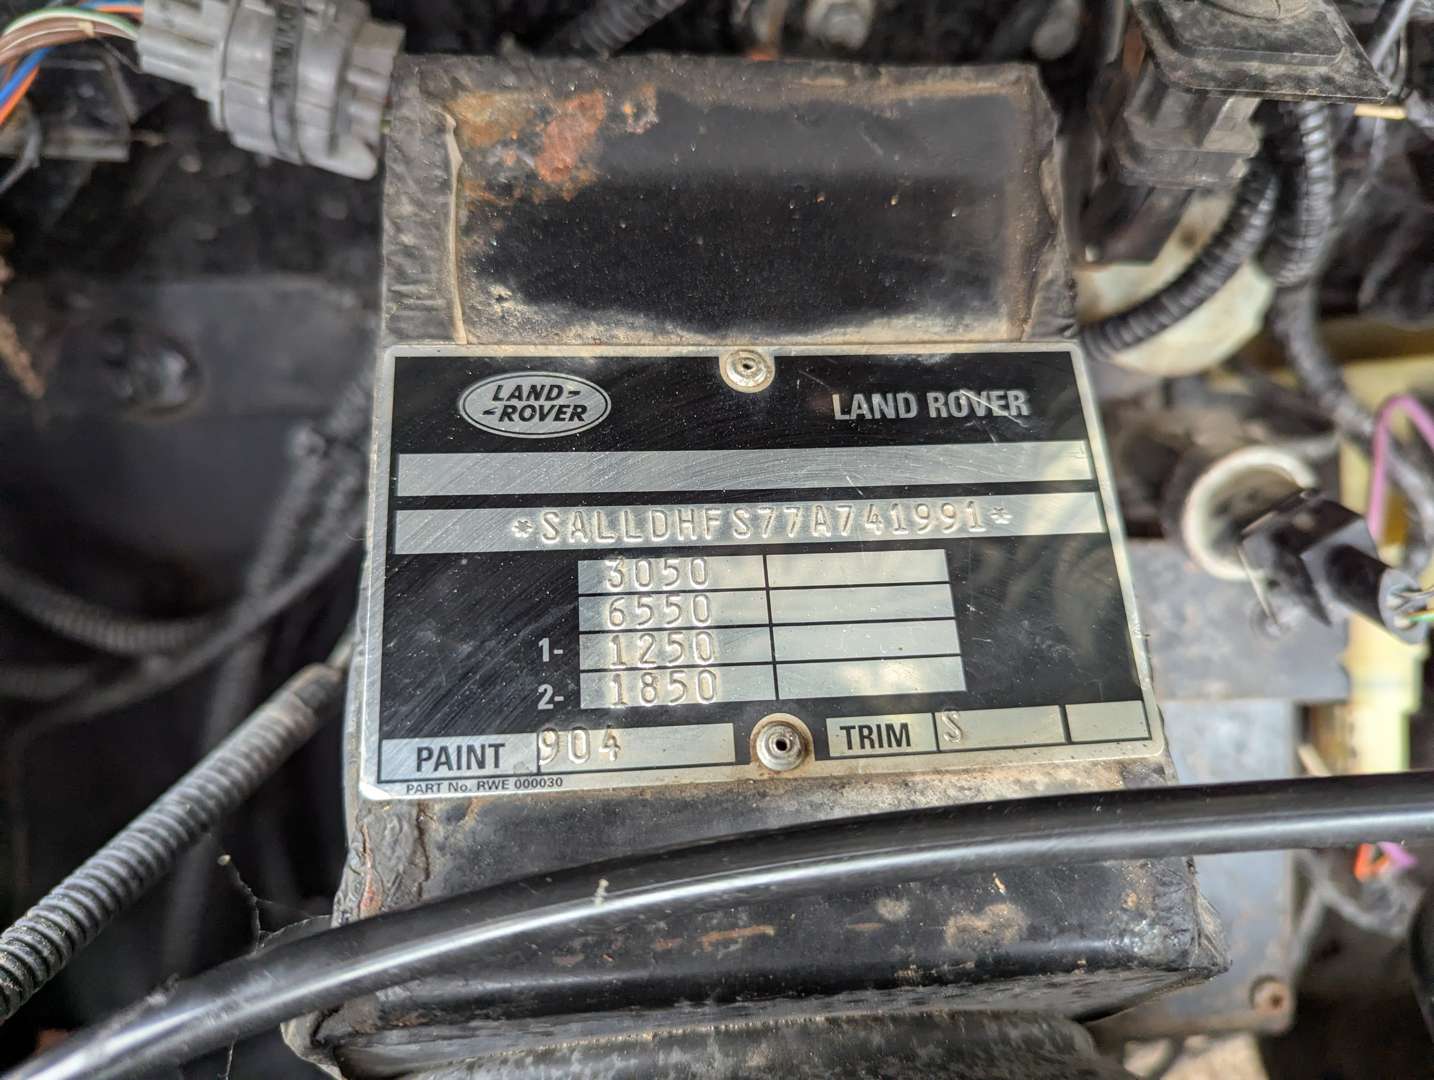 LAND-
-ROVER
LAND ROVER
*SALLDHFS77A741991*
3050
6550
1- 1250
2- 1850
PAINT 904
TRIM S
PART No. RWE 000030